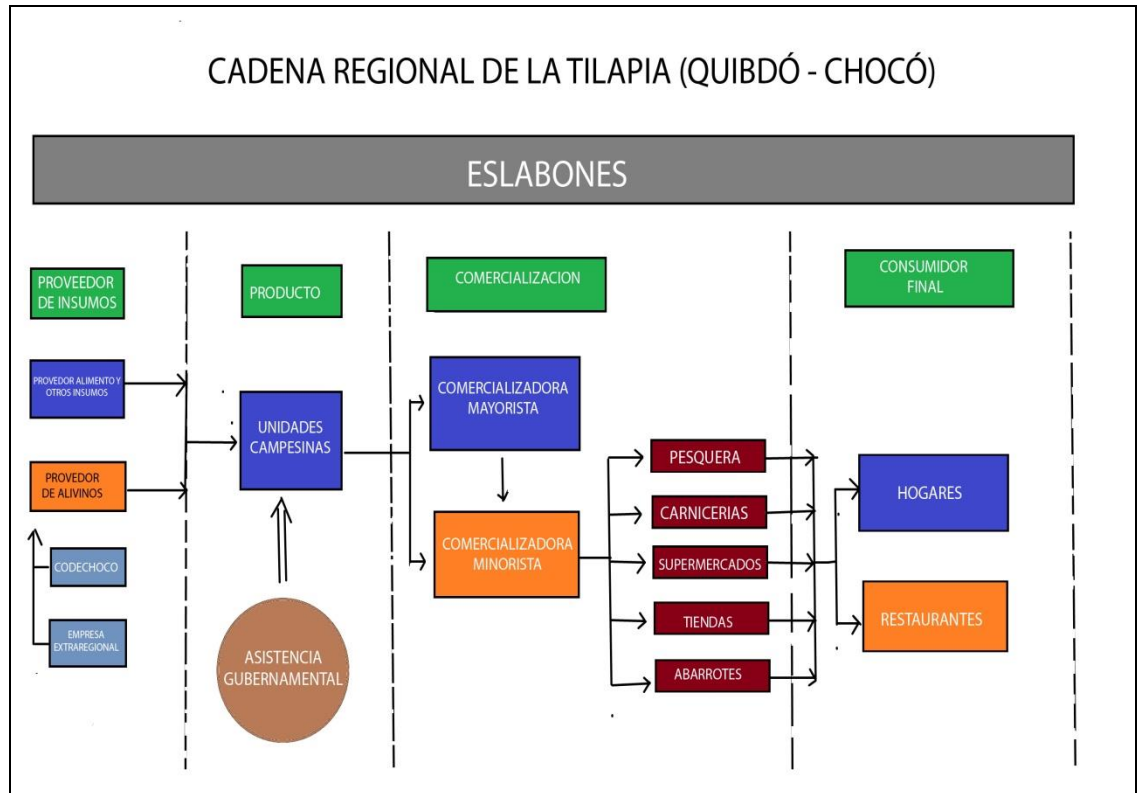 CADENA REGIONAL DE LA TILAPIA (QUIBDÓ - CHOCÓ)
ESLABONES
PROVEEDOR
DE INSUMOS
PROVEDOR ALIMENTO Y
OTROS INSUMOS
PROVEDOR
DE ALIVINOS
CODECHOCO
EMPRESA
EXTRAREGIONAL
PRODUCTO
UNIDADES
CAMPESINAS
ASISTENCIA
GUBERNAMENTAL
COMERCIALIZACION
COMERCIALIZADORA
MAYORISTA
COMERCIALIZADORA
MINORISTA
PESQUERA
CARNICERIAS
SUPERMERCADOS
TIENDAS
ABARROTES
CONSUMIDOR
FINAL
HOGARES
RESTAURANTES